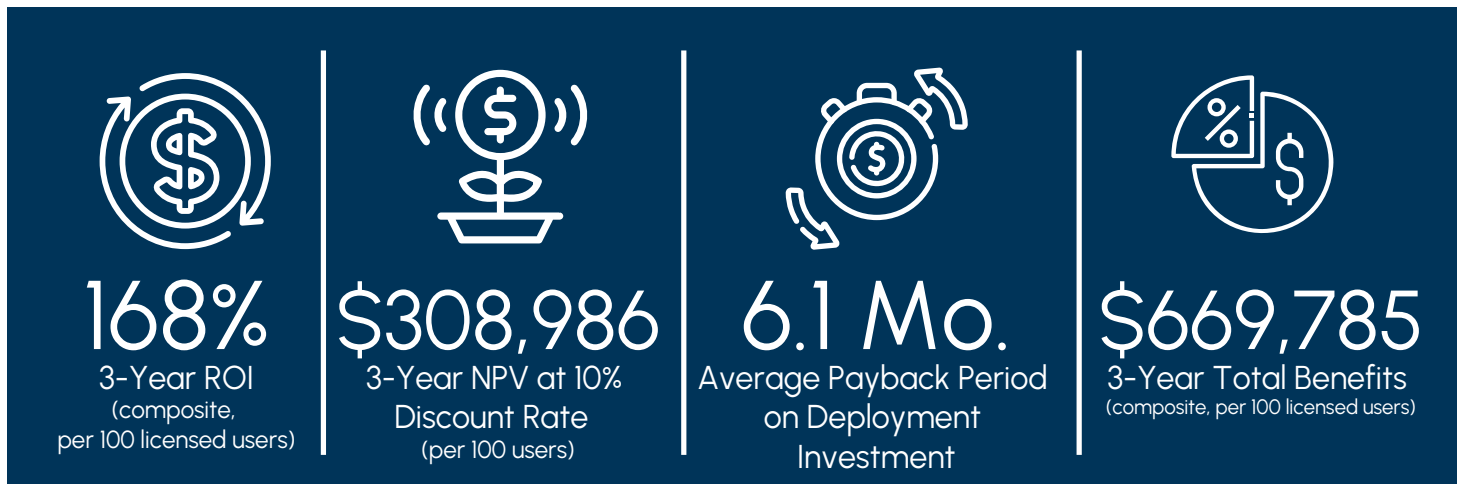 168%
3-Year ROI
(composite,
per 100 licensed users)
$308,986
3-Year NPV at 10%
Discount Rate
(per 100 users)
6.1 Mo.
Average Payback Period
on Deployment
Investment
$669,785
3-Year Total Benefits
(composite, per 100 licensed users)